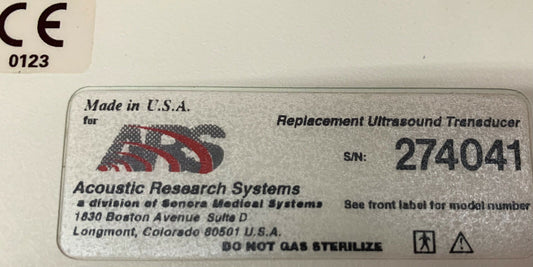 CE
0123
Made in U.S.A.
for
ARS
Replacement Ultrasound Transducer
S/N: 274041
Acoustic Research Systems
a division of Sonora Medical Systems
1830 Boston Avenue Suite D
Longmont, Colorado 80501 U.S.A.
See front label for model number
DO NOT GAS STERILIZE